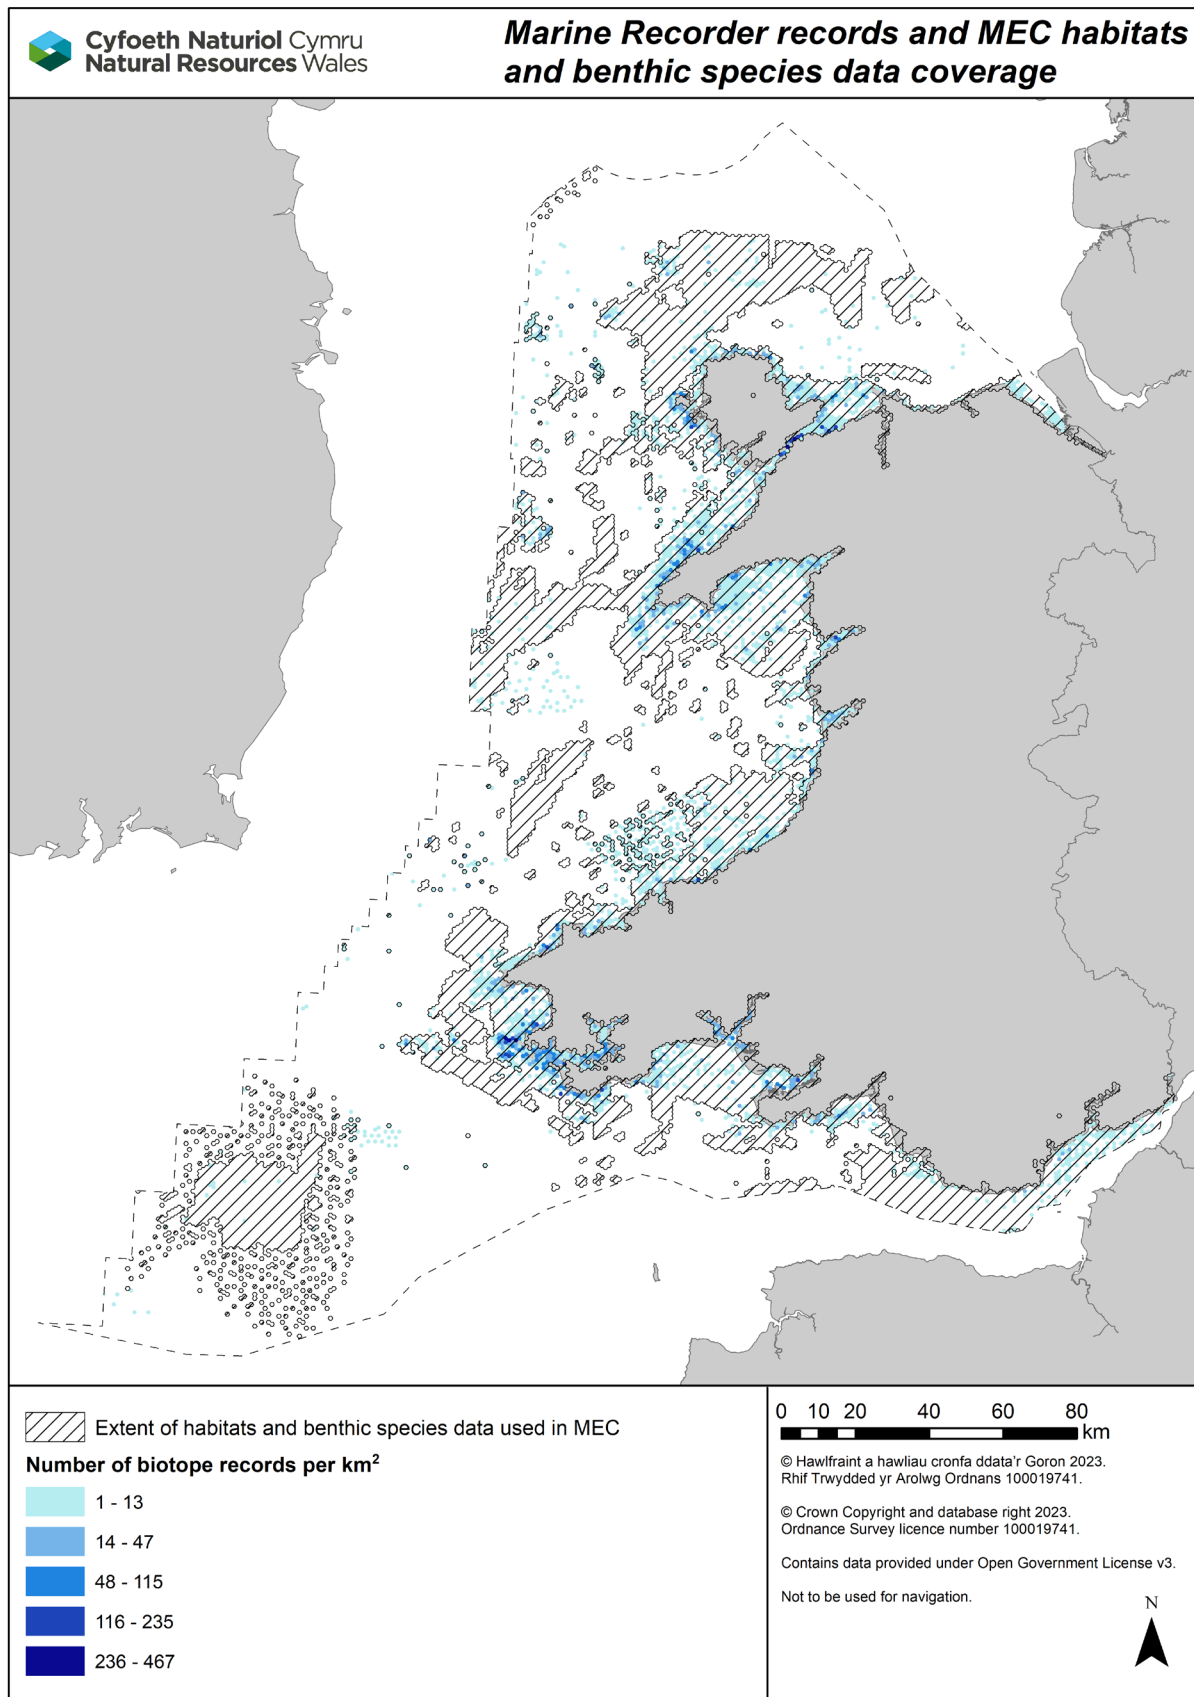 Cyfoeth Naturiol Cymru
Natural Resources Wales
Marine Recorder records and MEC habitats
and benthic species data coverage
Extent of habitats and benthic species data used in MEC
Number of biotope records per km²
1 - 13
14 - 47
48 - 115
116 - 235
236 - 467
0 10 20 40 60 80
km
© Hawlfraint a hawliau cronfa ddata'r Goron 2023.
Rhif Trwydded yr Arolwg Ordnans 100019741.
© Crown Copyright and database right 2023.
Ordnance Survey licence number 100019741.
Contains data provided under Open Government License v3.
Not to be used for navigation.
N